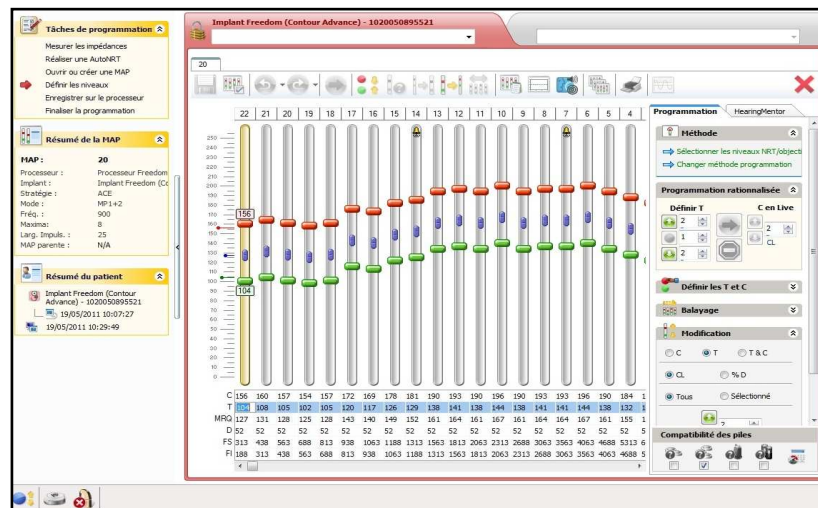 Implant Freedom (Contour Advance) - 1020050895521
Tâches de programmation
Mesurer les impédances
Réaliser une AutoNRT
Ouvrir ou créer une MAP
Définir les niveaux
Enregistrer sur le processeur
Finaliser la programmation
Résumé de la MAP
MAP : 20
Processeur : Processeur Freedom
Implant : Implant Freedom (Co
Stratégie : ACE
Mode : MP1+2
Fréq. : 900
Maxima: 8
Larg. Impuls. : 25
MAP parente : N/A
Résumé du patient
Implant Freedom (Contour
Advance) - 1020050895521
19/05/2011 10:07:27
19/05/2011 10:29:49
20
22 21 20 19 18 17 16 15 14 13 12 11 10 9 8 7 6 5 4
250
240
230
220
210
200
190
180
170
160
150
140
130
120
110
100
90
80
70
60
50
40
30
20
10
0
156
104
C 156 160 157 154 157 172 169 178 181 190 193 190 196 190 193 193 196 190 184 1
T 104 108 105 102 105 120 117 126 129 138 141 138 144 138 141 141 144 138 132 1
MRQ 127 131 128 125 128 143 140 149 152 161 164 161 167 161 164 164 167 161 155 1
D 52 52 52 52 52 52 52 52 52 52 52 52 52 52 52 52 52 52 52 5
FS 313 438 563 688 813 938 1063 1188 1313 1563 1813 2063 2313 2688 3063 3563 4063 4688 5313 6
FI 188 313 438 563 688 813 938 1063 1188 1313 1563 1813 2063 2313 2688 3063 3563 4063 4688 5
Programmation HearingMentor
Méthode
Sélectionner les niveaux NRT/objecti
Changer méthode programmation
Programmation rationnalisée
Définir T C en Live
2
1
2
2
CL
Définir les T et C
Balayage
Modification
C T T & C
CL % D
Tous Sélectionné
2
Compatibilité des piles